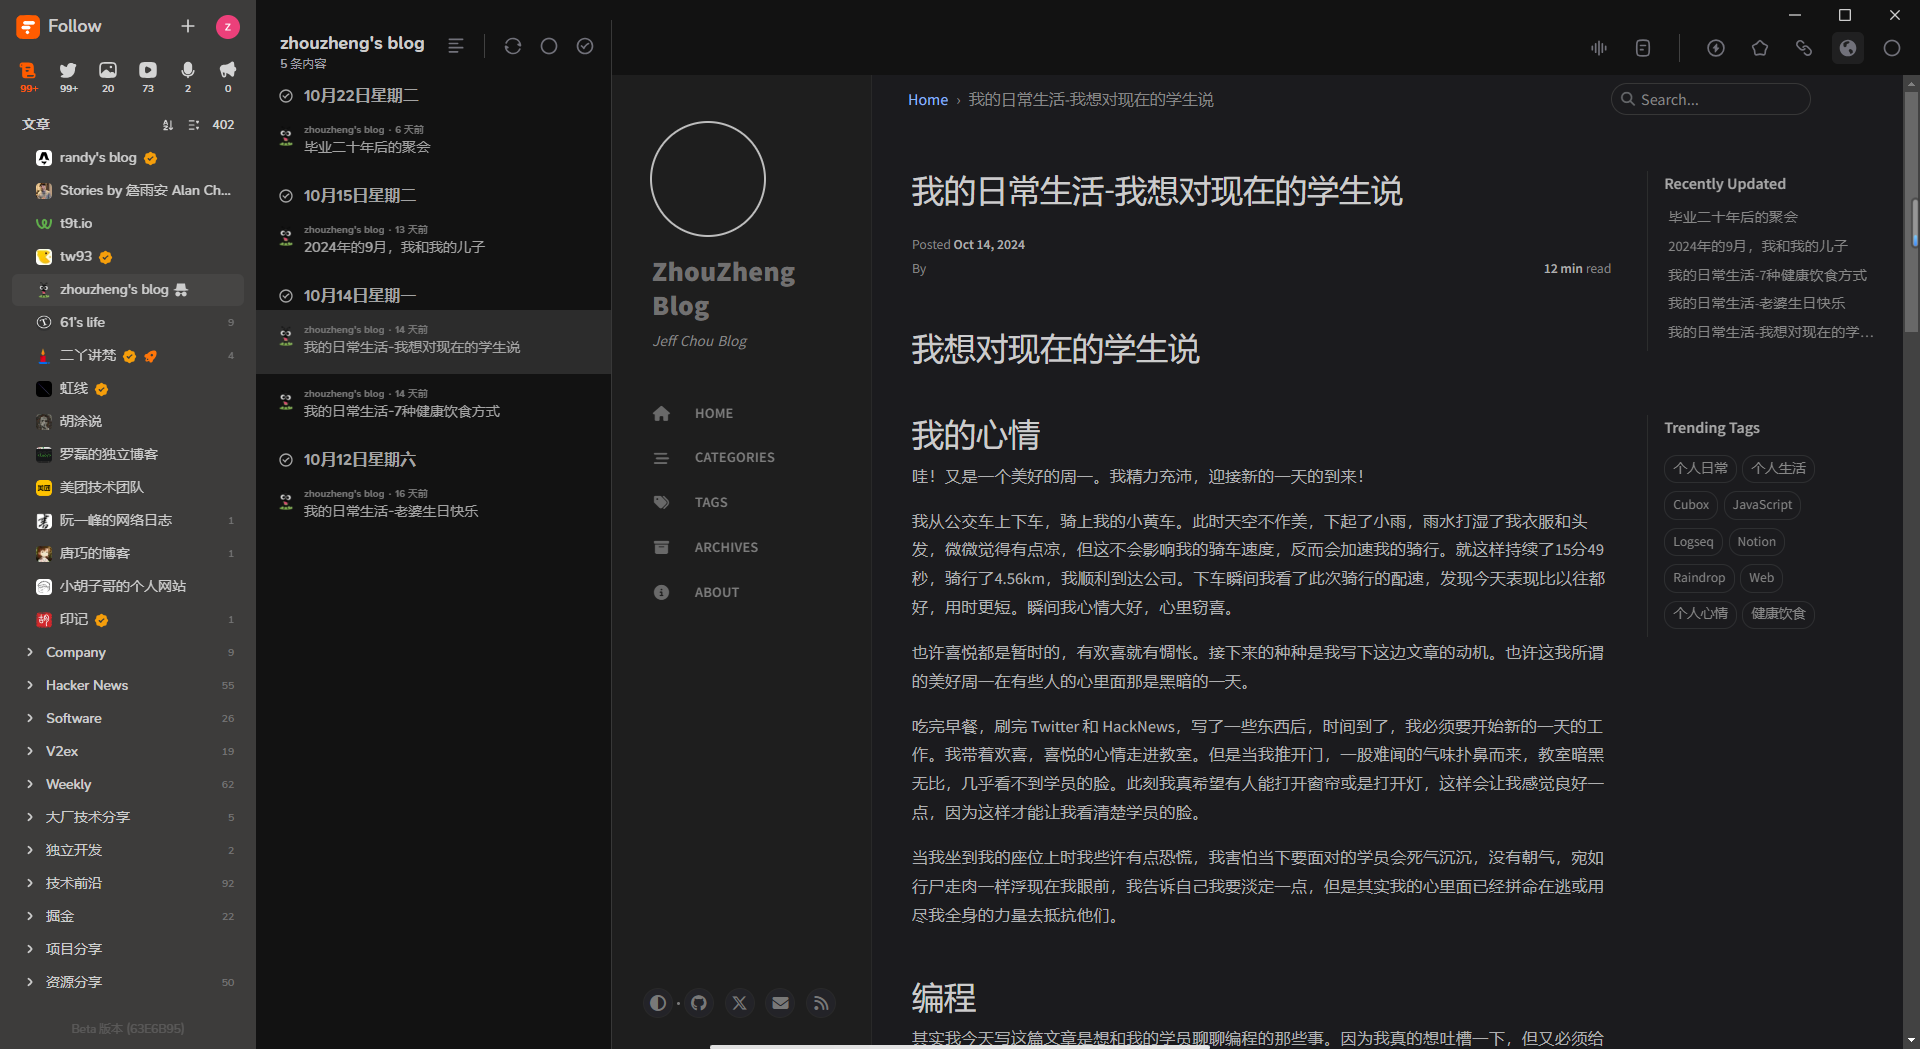 Follow
Z
99+
99+
20
73
2
0
文章
402
randy's blog
Stories by 詹雨安 Alan Ch...
t9t.io
tw93
zhouzheng's blog
61's life
9
二丫讲梵
4
虹线
胡涂说
罗磊的独立博客
美团技术团队
阮一峰的网络日志
1
唐巧的博客
1
小胡子哥的个人网站
印记
1
Company
9
Hacker News
55
Software
26
V2ex
19
Weekly
62
大厂技术分享
5
独立开发
2
技术前沿
92
掘金
22
项目分享
资源分享
50
Beta 版本 (63E6B95)
zhouzheng's blog
5 条内容
10月22日星期二
zhouzheng's blog · 6 天前
毕业二十年后的聚会
10月15日星期二
zhouzheng's blog · 13 天前
2024年的9月，我和我的儿子
10月14日星期一
zhouzheng's blog · 14 天前
我的日常生活-我想对现在的学生说
zhouzheng's blog · 14 天前
我的日常生活-7种健康饮食方式
10月12日星期六
zhouzheng's blog · 16 天前
我的日常生活-老婆生日快乐
ZhouZheng
Blog
Jeff Chou Blog
HOME
CATEGORIES
TAGS
ARCHIVES
ABOUT
Home › 我的日常生活-我想对现在的学生说
Search...
我的日常生活-我想对现在的学生说
Posted Oct 14, 2024
By
12 min read
我想对现在的学生说
我的心情
哇！又是一个美好的周一。我精力充沛，迎接新的一天的到来！
我从公交车上下车，骑上我的小黄车。此时天空不作美，下起了小雨，雨水打湿了我衣服和头
发，微微觉得有点凉，但这不会影响我的骑车速度，反而会加速我的骑行。就这样持续了15分49
秒，骑行了4.56km，我顺利到达公司。下车瞬间我看了此次骑行的配速，发现今天表现比以往都
好，用时更短。瞬间我心情大好，心里窃喜。
也许喜悦都是暂时的，有欢喜就有惆怅。接下来的种种是我写下这边文章的动机。也许这我所谓
的美好周一在有些人的心里面那是黑暗的一天。
吃完早餐，刷完 Twitter 和 HackNews，写了一些东西后，时间到了，我必须要开始新的一天的工
作。我带着欢喜，喜悦的心情走进教室。但是当我推开门，一股难闻的气味扑鼻而来，教室暗黑
无比，几乎看不到学员的脸。此刻我真希望有人能打开窗帘或是打开灯，这样会让我感觉良好一
点，因为这样才能让我看清楚学员的脸。
当我坐到我的座位上时我些许有点恐慌，我害怕当下要面对的学员会死气沉沉，没有朝气，宛如
行尸走肉一样浮现在我眼前，我告诉自己我要淡定一点，但是其实我的心里面已经拼命在逃或用
尽我全身的力量去抵抗他们。
编程
其实我今天写这篇文章是想和我的学员聊聊编程的那些事。因为我真的想吐槽一下，但又必须给
Recently Updated
毕业二十年后的聚会
2024年的9月，我和我的儿子
我的日常生活-7种健康饮食方式
我的日常生活-老婆生日快乐
我的日常生活-我想对现在的学...
Trending Tags
个人日常
个人生活
Cubox
JavaScript
Logseq
Notion
Raindrop
Web
个人心情
健康饮食